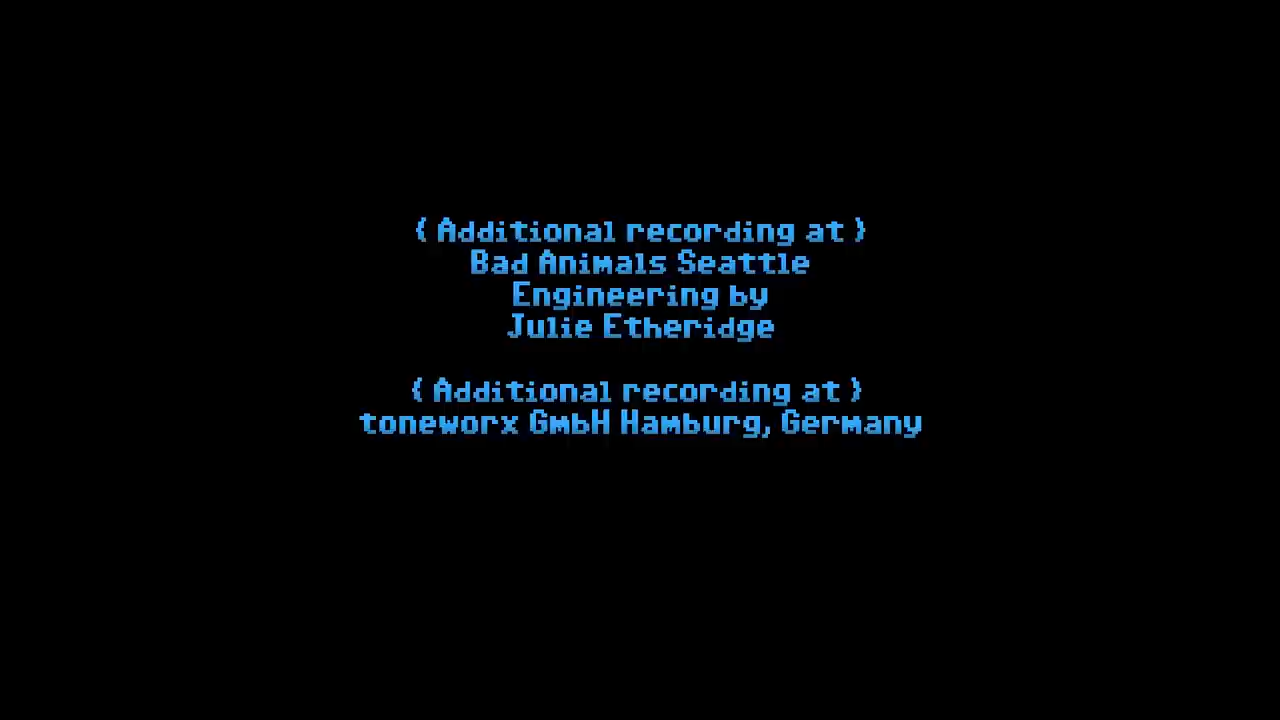 { Additional recording at }
Bad Animals Seattle
Engineering by
Julie Etheridge
{ Additional recording at }
toneworx GmbH Hamburg, Germany